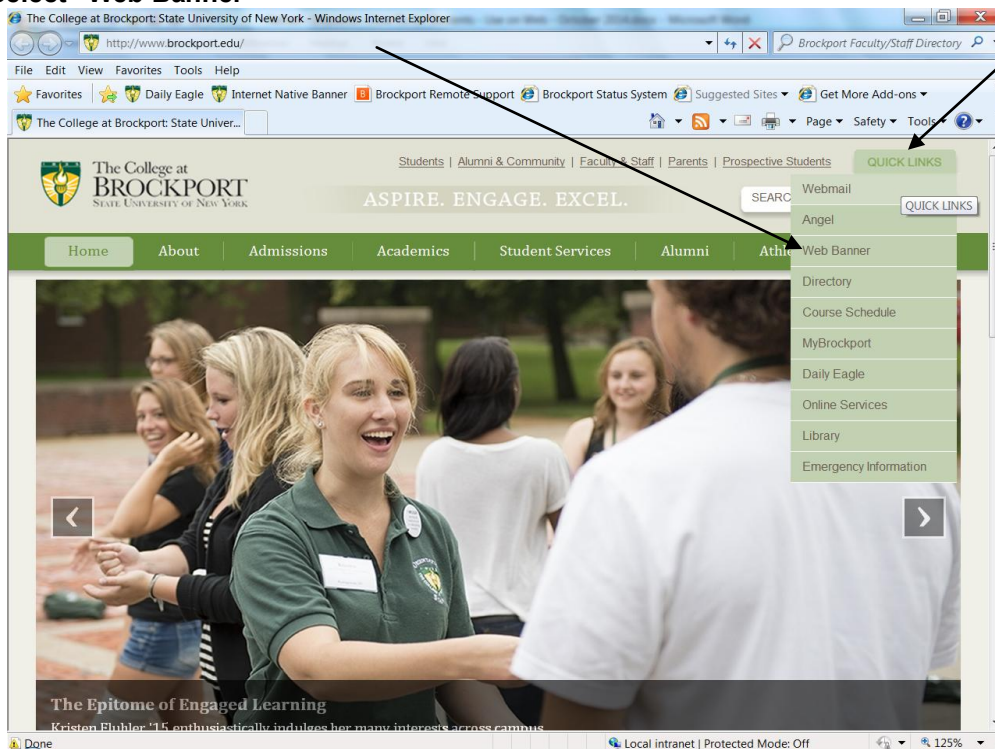 The College at Brockport: State University of New York - Windows Internet Explorer
http://www.brockport.edu/
Brockport Faculty/Staff Directory
File Edit View Favorites Tools Help
Favorites Daily Eagle Internet Native Banner Brockport Remote Support Brockport Status System Suggested Sites Get More Add-ons
The College at Brockport: State Univer... Page Safety Tools
Students | Alumni & Community | Faculty & Staff | Parents | Prospective Students QUICK LINKS
The College at
BROCKPORT
STATE UNIVERSITY OF NEW YORK
ASPIRE. ENGAGE. EXCEL.
SEARC
Home About Admissions Academics Student Services Alumni Athle
Webmail
QUICK LINKS
Angel
Web Banner
Directory
Course Schedule
MyBrockport
Daily Eagle
Online Services
Library
Emergency Information
The Epitome of Engaged Learning
Kristen Fluhler '15 enthusiastically indulges her many interests across campus
Done Local intranet | Protected Mode: Off 125%